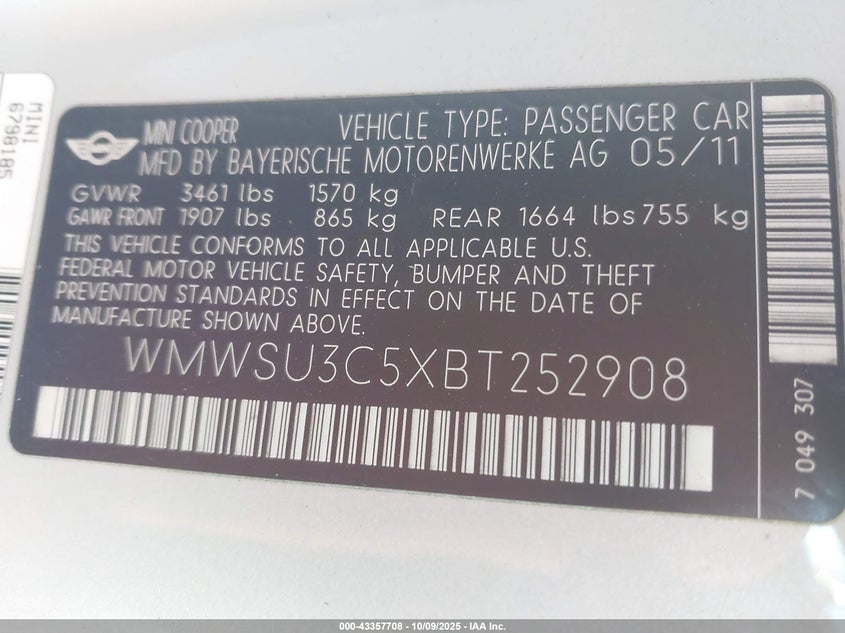 MINI
6798185
MINI COOPER
VEHICLE TYPE: PASSENGER CAR
MFD BY BAYERISCHE MOTORENWERKE AG 05/11
GVWR 3461 lbs 1570 kg
GAWR FRONT 1907 lbs 865 kg REAR 1664 lbs 755 kg
THIS VEHICLE CONFORMS TO ALL APPLICABLE U.S.
FEDERAL MOTOR VEHICLE SAFETY, BUMPER AND THEFT
PREVENTION STANDARDS IN EFFECT ON THE DATE OF
MANUFACTURE SHOWN ABOVE.
WMWSU3C5XBT252908
7 049 307
000-43357708 | 10/09/2025 - IAA Inc.